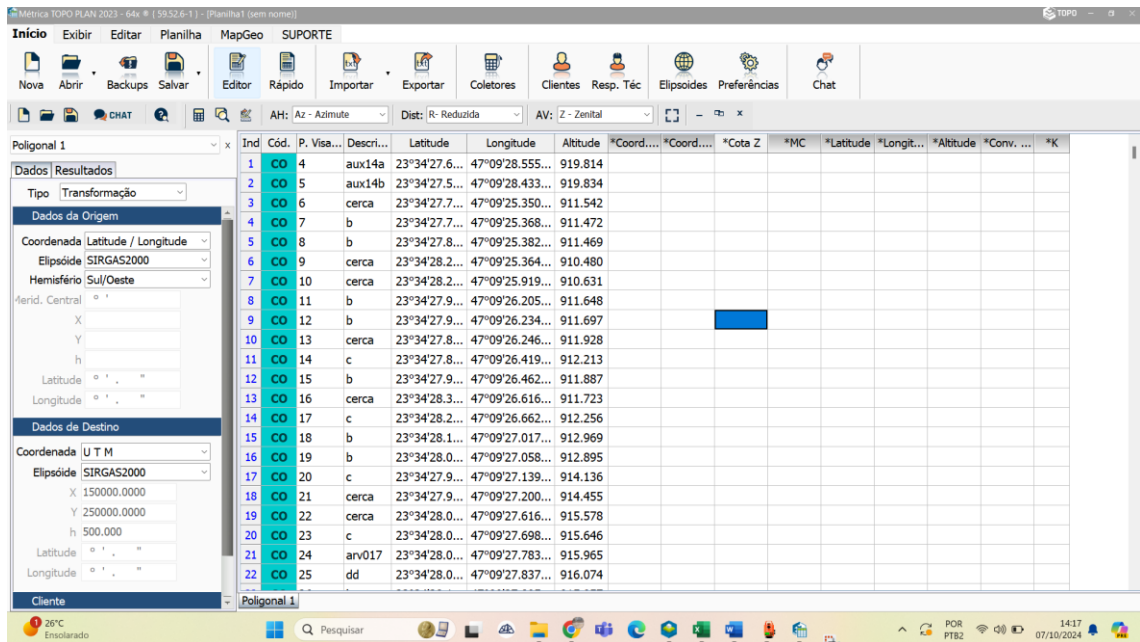 Métrica TOPO PLAN 2023 - 64x ® ( 59.52.6-1 ) - [Planilha1 (sem nome)] TOPO
Início Exibir Editar Planilha MapGeo SUPORTE
Nova Abrir Backups Salvar Editor Rápido Importar Exportar Coletores Clientes Resp. Téc Elipsoides Preferências Chat
CHAT AH: Az - Azimute Dist: R- Reduzida AV: Z - Zenital
Poligonal 1 x
Dados Resultados
Tipo Transformação
Dados da Origem
Coordenada Latitude / Longitude
Elipsóide SIRGAS2000
Hemisfério Sul/Oeste
Merid. Central ° '
X
Y
h
Latitude ° ' . "
Longitude ° ' . "
Dados de Destino
Coordenada U T M
Elipsóide SIRGAS2000
X 150000.0000
Y 250000.0000
h 500.000
Latitude ° ' . "
Longitude ° ' . "
Cliente
Ind Cód. P. Visa... Descri... Latitude Longitude Altitude *Coord.... *Coord.... *Cota Z *MC *Latitude *Longit... *Altitude *Conv. ... *K
1 CO 4 aux14a 23°34'27.6... 47°09'28.555... 919.814
2 CO 5 aux14b 23°34'27.5... 47°09'28.433... 919.834
3 CO 6 cerca 23°34'27.7... 47°09'25.350... 911.542
4 CO 7 b 23°34'27.7... 47°09'25.368... 911.472
5 CO 8 b 23°34'27.8... 47°09'25.382... 911.469
6 CO 9 cerca 23°34'28.2... 47°09'25.364... 910.480
7 CO 10 cerca 23°34'28.2... 47°09'25.919... 910.631
8 CO 11 b 23°34'27.9... 47°09'26.205... 911.648
9 CO 12 b 23°34'27.9... 47°09'26.234... 911.697
10 CO 13 cerca 23°34'27.8... 47°09'26.246... 911.928
11 CO 14 c 23°34'27.8... 47°09'26.419... 912.213
12 CO 15 b 23°34'27.9... 47°09'26.462... 911.887
13 CO 16 cerca 23°34'28.3... 47°09'26.616... 911.723
14 CO 17 c 23°34'28.2... 47°09'26.662... 912.256
15 CO 18 b 23°34'28.1... 47°09'27.017... 912.969
16 CO 19 b 23°34'28.0... 47°09'27.058... 912.895
17 CO 20 c 23°34'27.9... 47°09'27.139... 914.136
18 CO 21 cerca 23°34'27.9... 47°09'27.200... 914.455
19 CO 22 cerca 23°34'28.0... 47°09'27.616... 915.578
20 CO 23 c 23°34'28.0... 47°09'27.698... 915.646
21 CO 24 arv017 23°34'28.0... 47°09'27.783... 915.965
22 CO 25 dd 23°34'28.0... 47°09'27.837... 916.074
Poligonal 1
1 26°C
Ensolarado
Pesquisar
POR
PTB2
14:17
07/10/2024